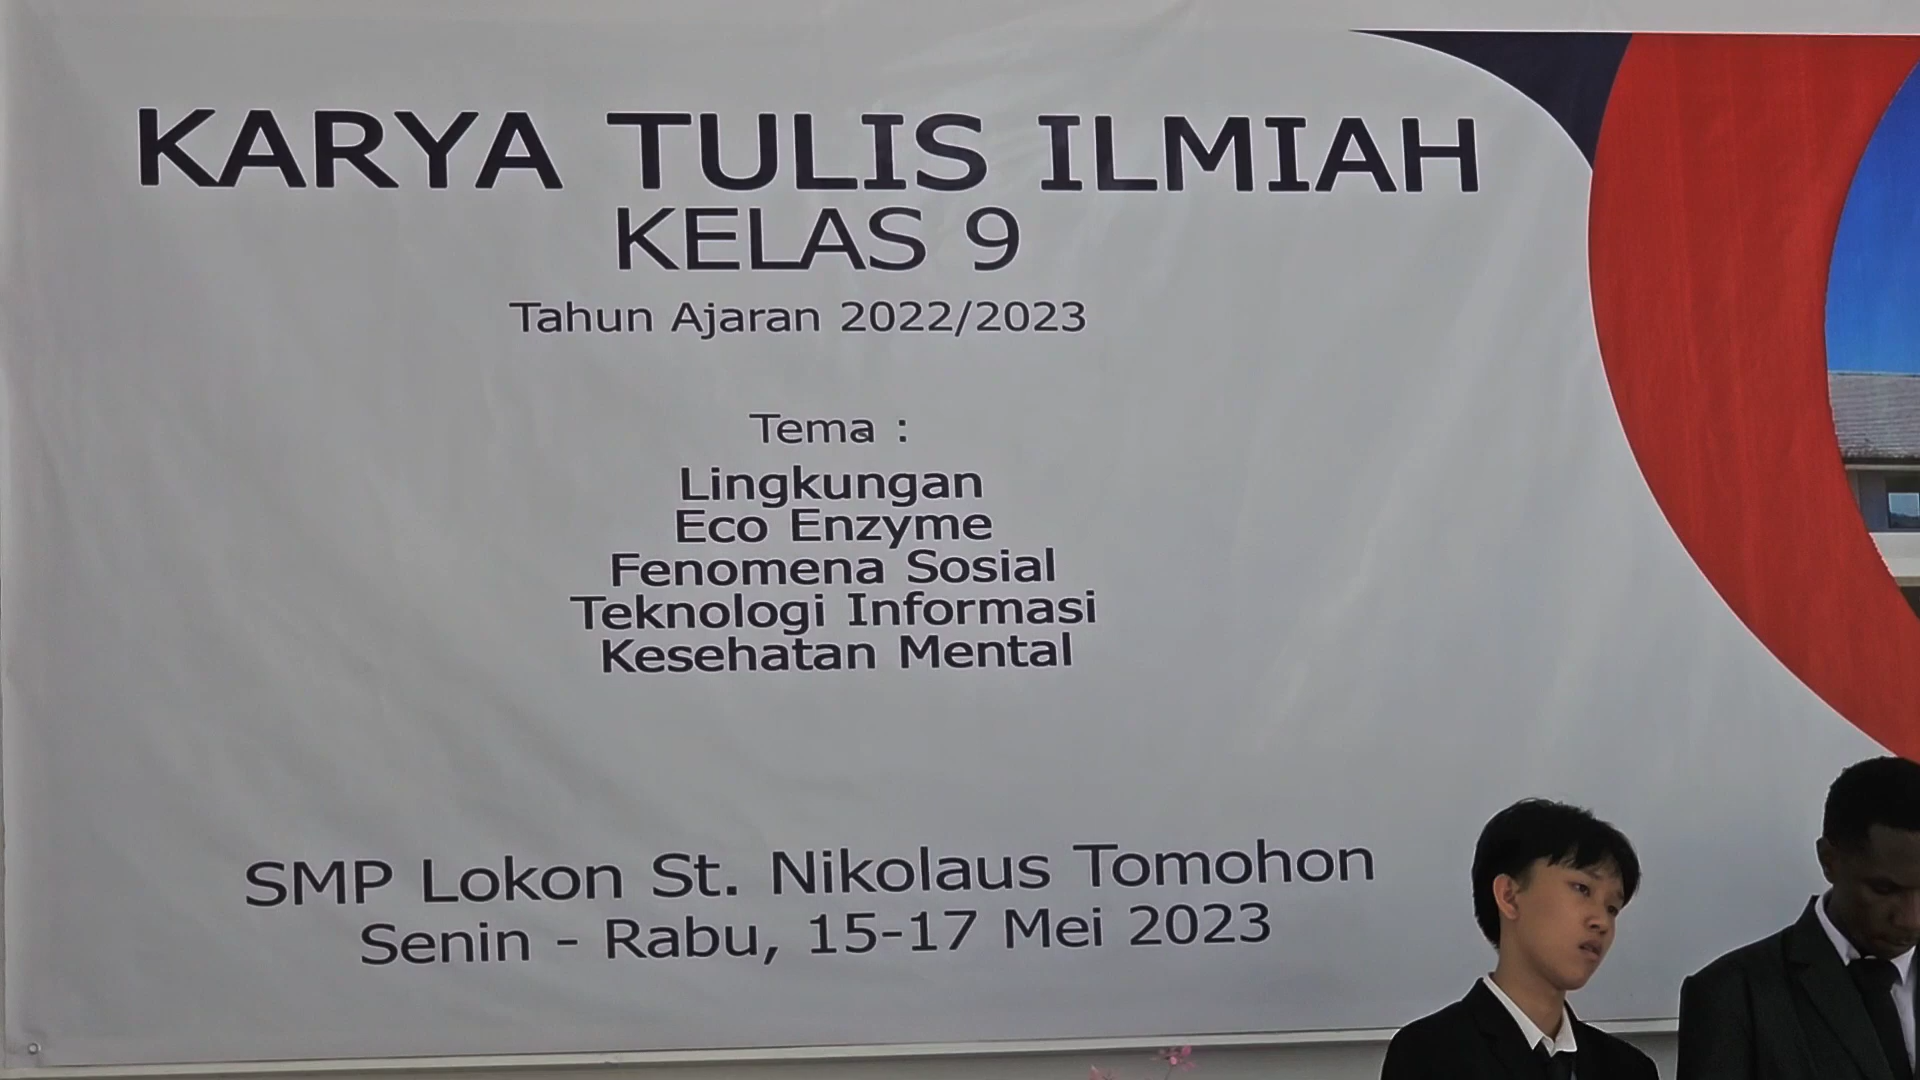 KARYA TULIS ILMIAH
KELAS 9
Tahun Ajaran 2022/2023
Tema :
Lingkungan
Eco Enzyme
Fenomena Sosial
Teknologi Informasi
Kesehatan Mental
SMP Lokon St. Nikolaus Tomohon
Senin - Rabu, 15-17 Mei 2023